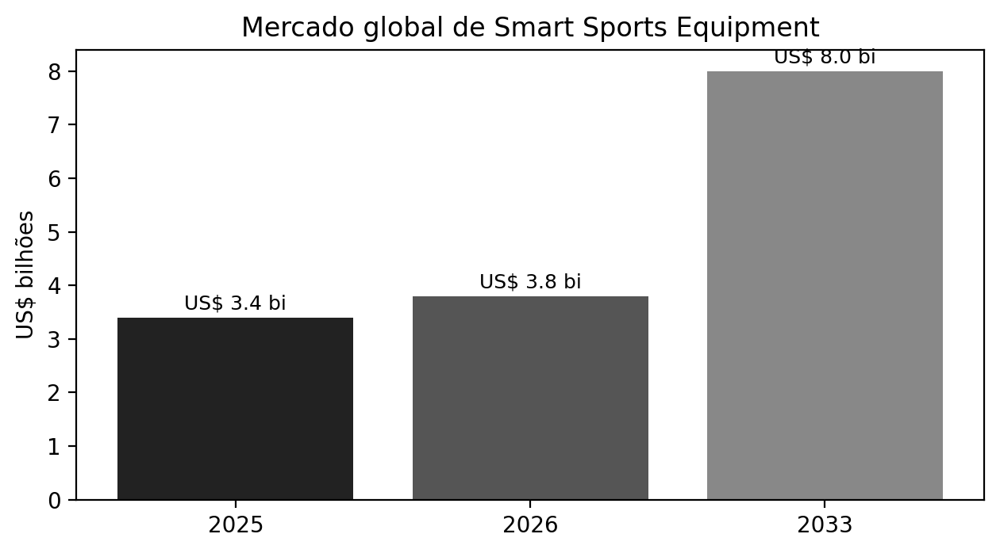 Mercado global de Smart Sports Equipment
US$ bilhões
8
7
6
5
4
3
2
1
0
US$ 3.4 bi
US$ 3.8 bi
US$ 8.0 bi
2025
2026
2033